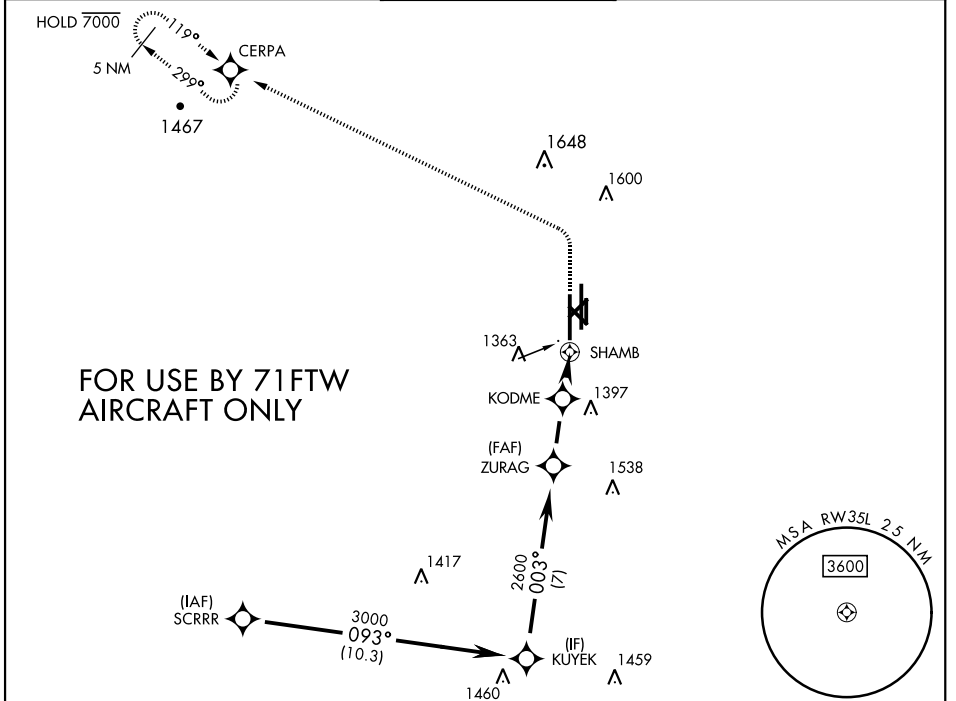 HOLD 7000
119°
CERPA
5 NM
299°
1467
1648
1600
1363
SHAMB
FOR USE BY 71FTW
AIRCRAFT ONLY
KODME
1397
(FAF)
ZURAG
1538
MSA RW35L 25 NM
3600
1417
2600
003°
(7)
(IAF)
SCRRR
3000
093°
(10.3)
(IF)
KUYEK
1459
1460